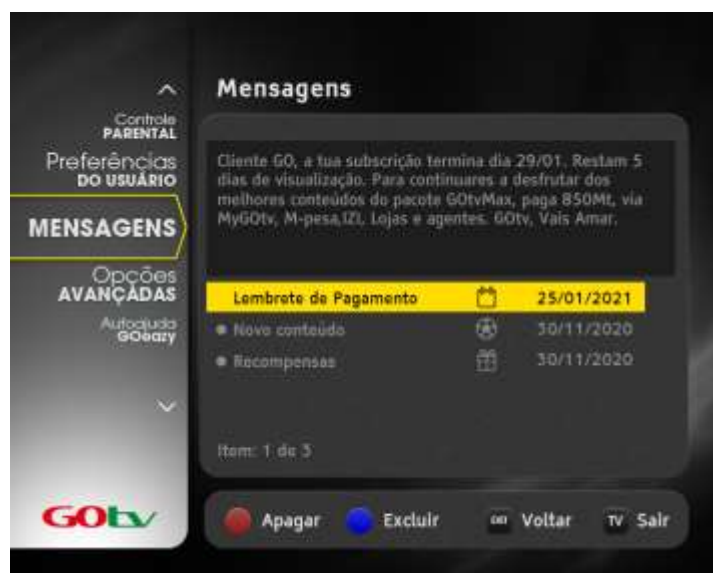 Mensagens
Controle
PARENTAL
Preferências
DO USUÁRIO
MENSAGENS
Opções
AVANÇADAS
Autoajuda
GOeazy
Cliente GO, a tua subscrição termina dia 29/01. Restam 5
dias de visualização. Para continuares a desfrutar dos
melhores conteúdos do pacote GOtvMax, paga 850Mt, via
MyGOtv, M-pesa,IZI, Lojas e agentes. GOtv, Vais Amar.
Lembrete de Pagamento 25/01/2021
Novo conteúdo 30/11/2020
Recompensas 30/11/2020
Item: 1 de 3
GOtv
Apagar Excluir EXIT Voltar TV Sair